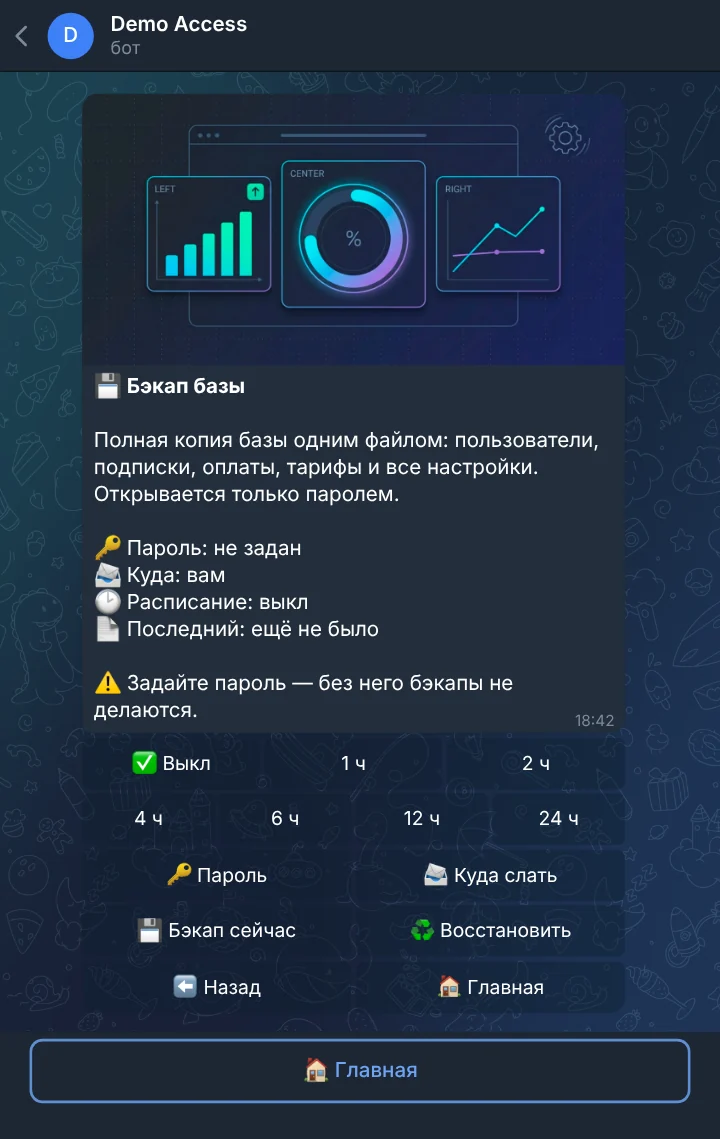 D
Demo Access
бот
LEFT
CENTER
RIGHT
%
💾 Бэкап базы
Полная копия базы одним файлом: пользователи,
подписки, оплаты, тарифы и все настройки.
Открывается только паролем.
🔑 Пароль: не задан
📨 Куда: вам
🕒 Расписание: выкл
📄 Последний: ещё не было
⚠️ Задайте пароль — без него бэкапы не
делаются.
18:42
✅ Выкл
1 ч
2 ч
4 ч
6 ч
12 ч
24 ч
🔑 Пароль
📨 Куда слать
💾 Бэкап сейчас
♻️ Восстановить
⬅️ Назад
🏠 Главная
🏠 Главная